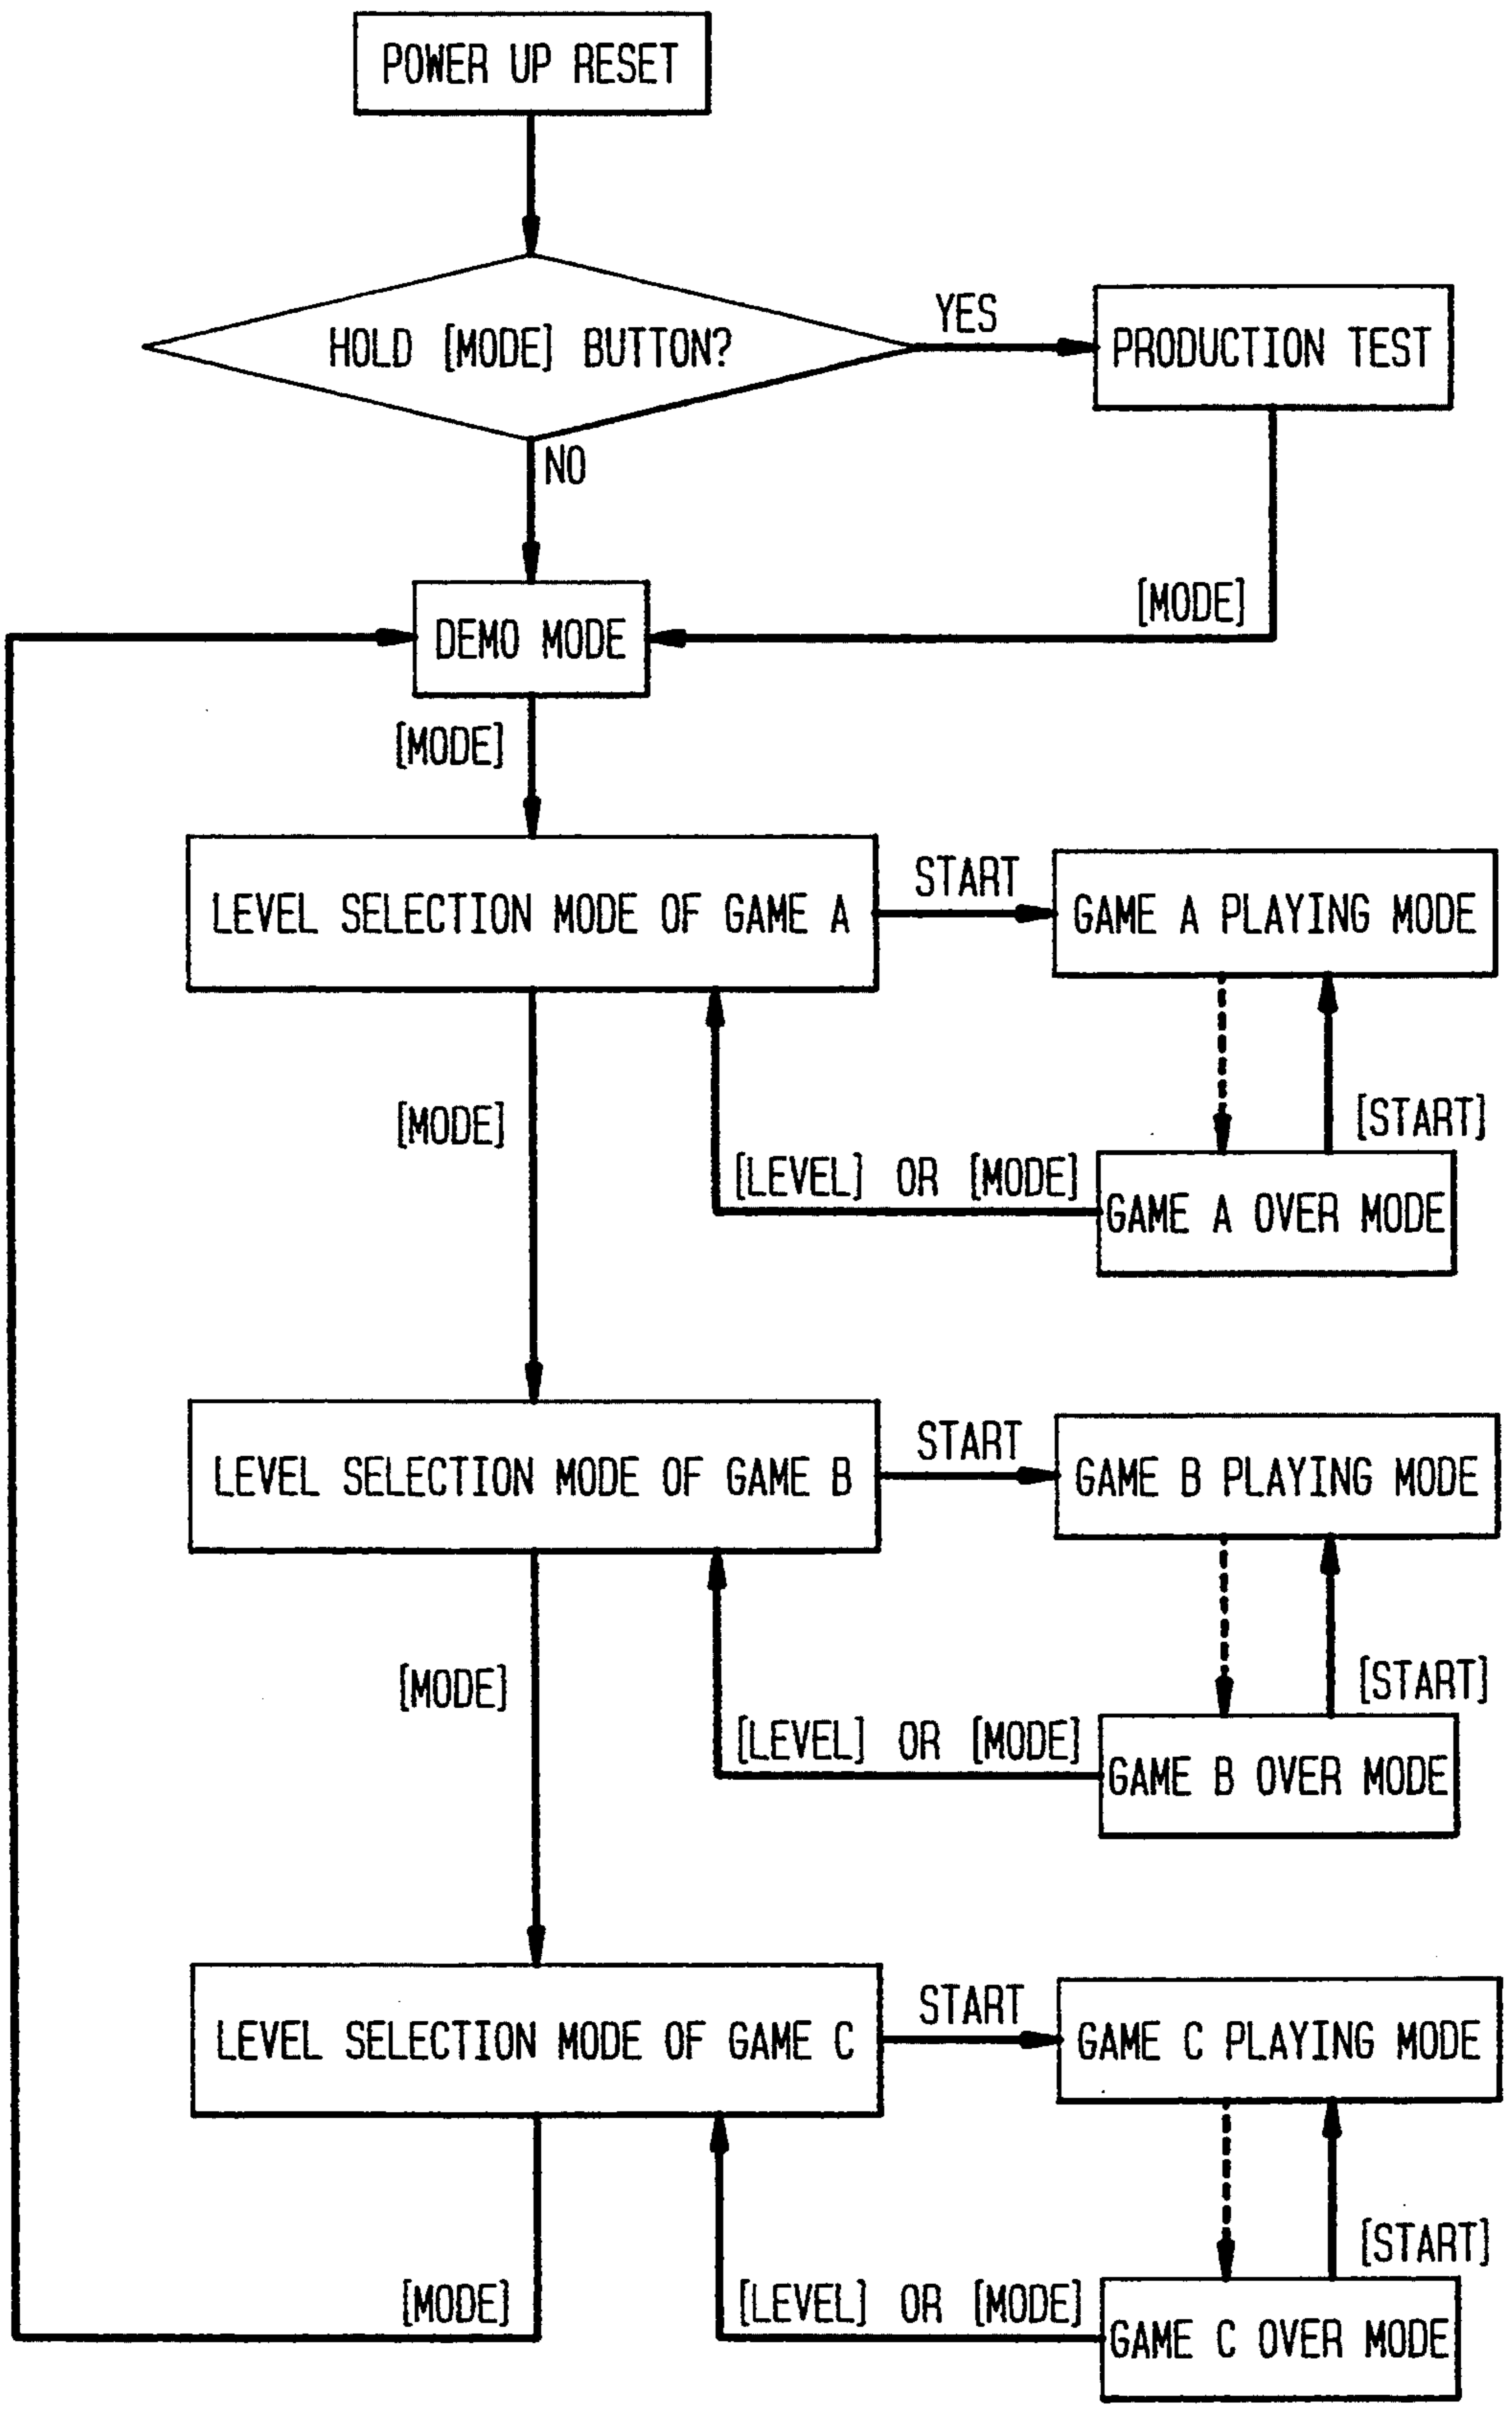 POWER UP RESET
HOLD [MODE] BUTTON?
YES
PRODUCTION TEST
NO
[MODE]
DEMO MODE
[MODE]
LEVEL SELECTION MODE OF GAME A
START
GAME A PLAYING MODE
[MODE]
[START]
[LEVEL] OR [MODE]
GAME A OVER MODE
LEVEL SELECTION MODE OF GAME B
START
GAME B PLAYING MODE
[MODE]
[START]
[LEVEL] OR [MODE]
GAME B OVER MODE
LEVEL SELECTION MODE OF GAME C
START
GAME C PLAYING MODE
[START]
[MODE]
[LEVEL] OR [MODE]
GAME C OVER MODE